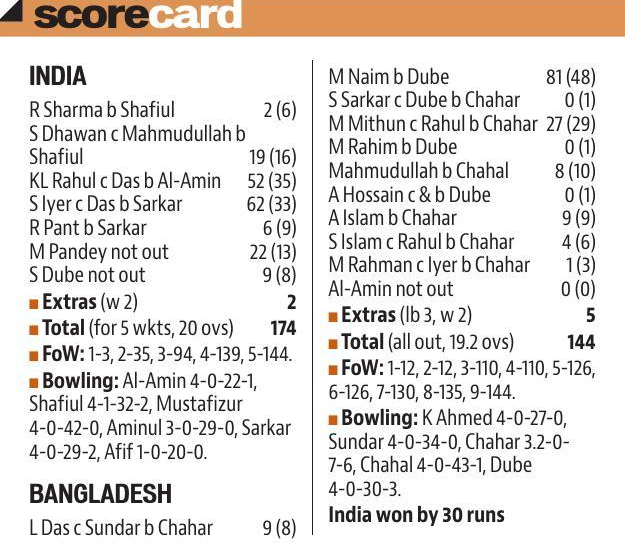 scorecard
INDIA
R Sharma b Shafiul 2 (6)
S Dhawan c Mahmudullah b
Shafiul 19 (16)
KL Rahul c Das b Al-Amin 52 (35)
S Iyer c Das b Sarkar 62 (33)
R Pant b Sarkar 6 (9)
M Pandey not out 22 (13)
S Dube not out 9 (8)
■ Extras (w 2) 2
■ Total (for 5 wkts, 20 ovs) 174
■ FoW: 1-3, 2-35, 3-94, 4-139, 5-144.
■ Bowling: Al-Amin 4-0-22-1,
Shafiul 4-1-32-2, Mustafizur
4-0-42-0, Aminul 3-0-29-0, Sarkar
4-0-29-2, Afif 1-0-20-0.
BANGLADESH
L Das c Sundar b Chahar 9 (8)
M Naim b Dube 81 (48)
S Sarkar c Dube b Chahar 0 (1)
M Mithun c Rahul b Chahar 27 (29)
M Rahim b Dube 0 (1)
Mahmudullah b Chahal 8 (10)
A Hossain c & b Dube 0 (1)
A Islam b Chahar 9 (9)
S Islam c Rahul b Chahar 4 (6)
M Rahman c Iyer b Chahar 1 (3)
Al-Amin not out 0 (0)
■ Extras (lb 3, w 2) 5
■ Total (all out, 19.2 ovs) 144
■ FoW: 1-12, 2-12, 3-110, 4-110, 5-126,
6-126, 7-130, 8-135, 9-144.
■ Bowling: K Ahmed 4-0-27-0,
Sundar 4-0-34-0, Chahar 3.2-0-
7-6, Chahal 4-0-43-1, Dube
4-0-30-3.
India won by 30 runs